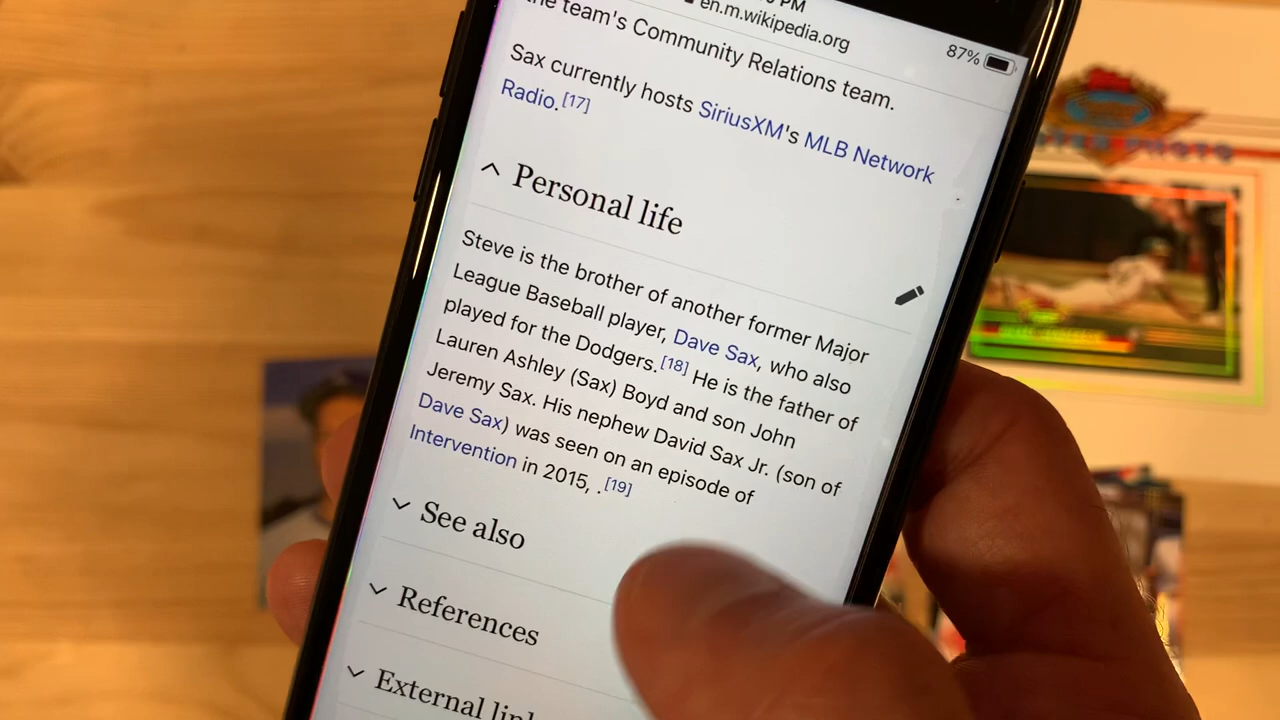 PM
en.m.wikipedia.org
87%
the team's Community Relations team.
Sax currently hosts SiriusXM's MLB Network
Radio.[17]
Personal life
Steve is the brother of another former Major
League Baseball player, Dave Sax, who also
played for the Dodgers.[18] He is the father of
Lauren Ashley (Sax) Boyd and son John
Jeremy Sax. His nephew David Sax Jr. (son of
Dave Sax) was seen on an episode of
Intervention in 2015, .[19]
See also
References
External